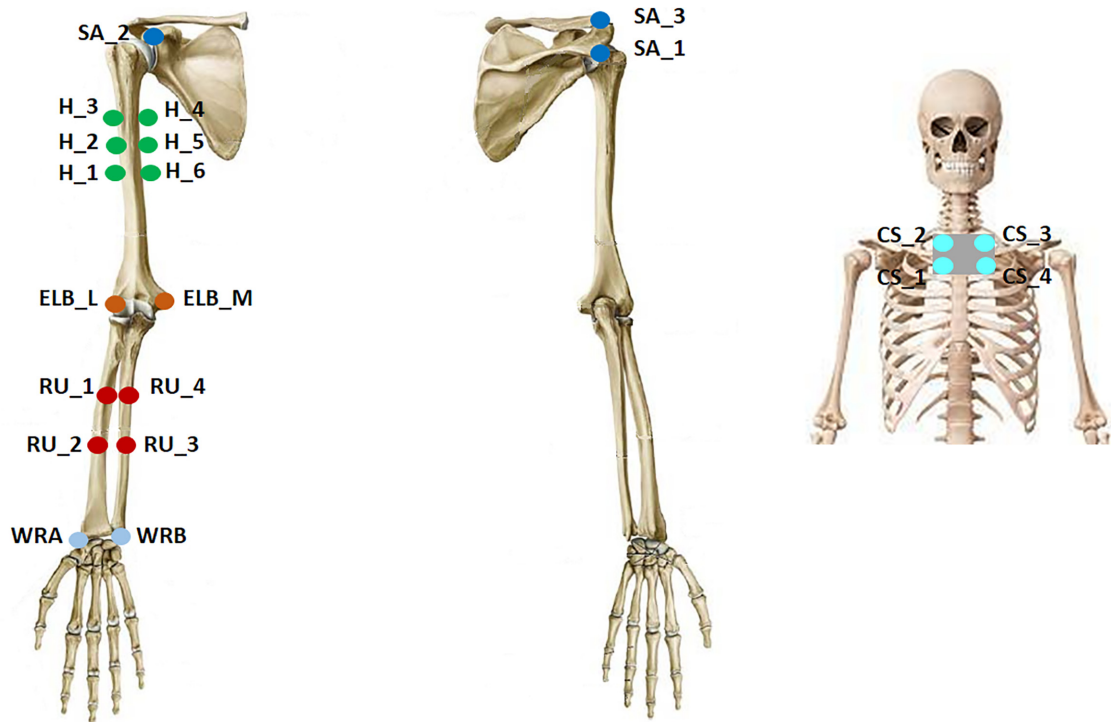 SA_2
H_3 H_4
H_2 H_5
H_1 H_6
ELB_L ELB_M
RU_1 RU_4
RU_2 RU_3
WRA WRB
SA_3
SA_1
CS_2 CS_3
CS_1 CS_4